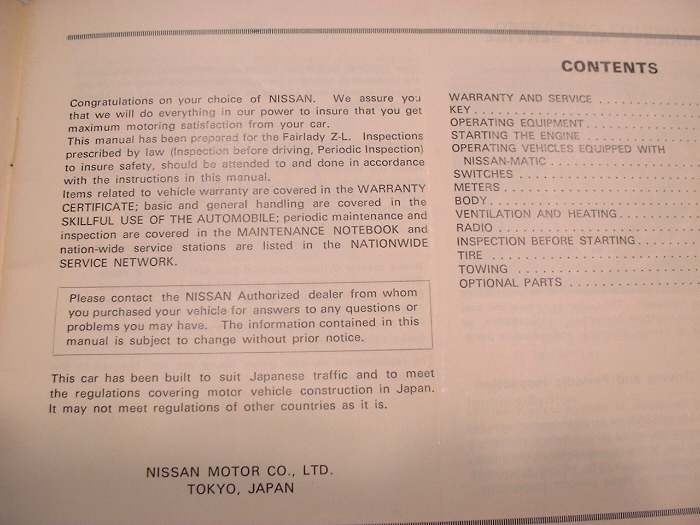 Congratulations on your choice of NISSAN. We assure you
that we will do everything in our power to insure that you get
maximum motoring satisfaction from your car.
This manual has been prepared for the Fairlady Z-L. Inspections
prescribed by law (Inspection before driving, Periodic Inspection)
to insure safety, should be attended to and done in accordance
with the instructions in this manual.
Items related to vehicle warranty are covered in the WARRANTY
CERTIFICATE; basic and general handling are covered in the
SKILLFUL USE OF THE AUTOMOBILE; periodic maintenance and
inspection are covered in the MAINTENANCE NOTEBOOK and
nation-wide service stations are listed in the NATIONWIDE
SERVICE NETWORK.
Please contact the NISSAN Authorized dealer from whom
you purchased your vehicle for answers to any questions or
problems you may have. The information contained in this
manual is subject to change without prior notice.
This car has been built to suit Japanese traffic and to meet
the regulations covering motor vehicle construction in Japan.
It may not meet regulations of other countries as it is.
NISSAN MOTOR CO., LTD.
TOKYO, JAPAN
CONTENTS
WARRANTY AND SERVICE
KEY
OPERATING EQUIPMENT
STARTING THE ENGINE
OPERATING VEHICLES EQUIPPED WITH
NISSAN-MATIC
SWITCHES
METERS
BODY
VENTILATION AND HEATING
RADIO
INSPECTION BEFORE STARTING
TIRE
TOWING
OPTIONAL PARTS